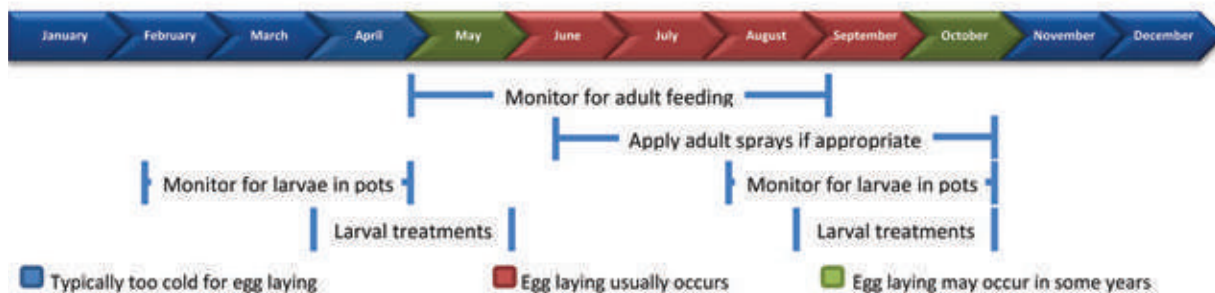 January February March April May June July August September October November December
Monitor for adult feeding
Apply adult sprays if appropriate
Monitor for larvae in pots Monitor for larvae in pots
Larval treatments Larval treatments
Typically too cold for egg laying Egg laying usually occurs Egg laying may occur in some years